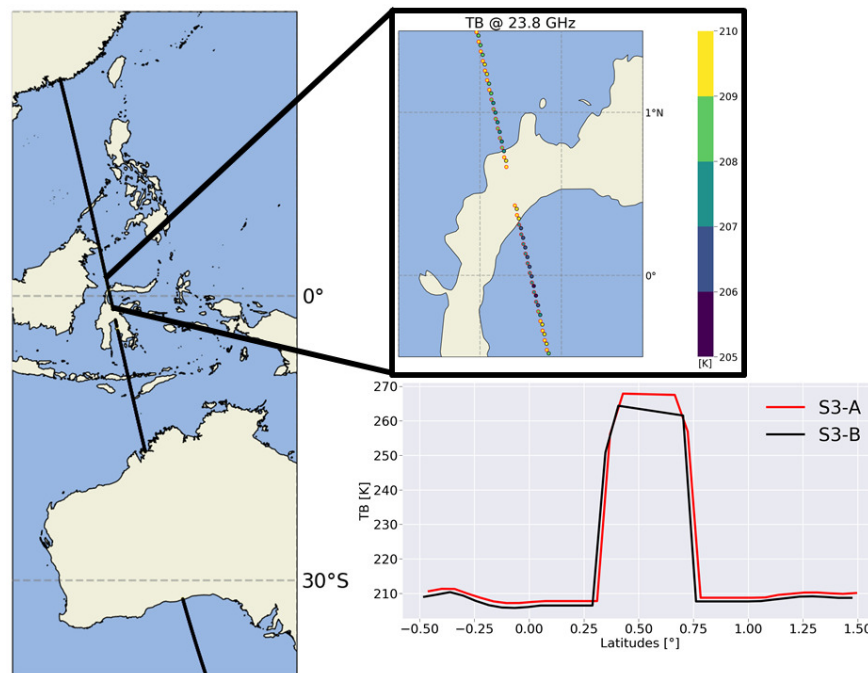 TB @ 23.8 GHz
210
209
1°N
208
207
0°
206
205
[K]
0°
30°S
270
260
250
240
230
220
210
TB [K]
S3-A
S3-B
−0.50 −0.25 0.00 0.25 0.50 0.75 1.00 1.25 1.50
Latitudes [°]